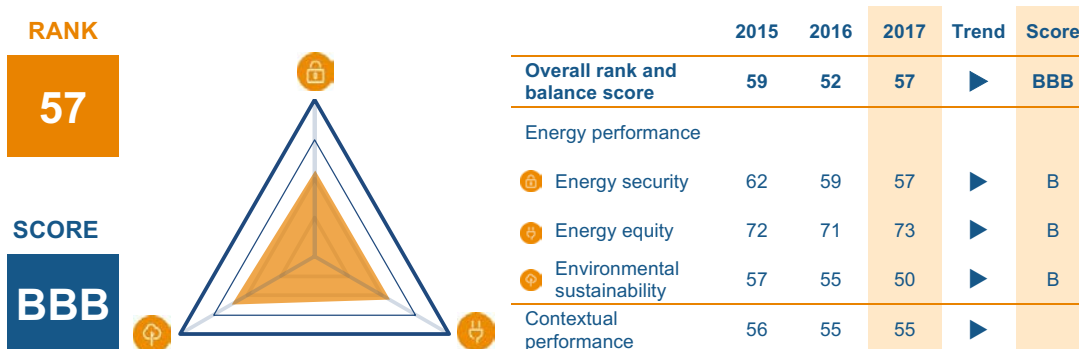 RANK
57
SCORE
BBB
2015 2016 2017 Trend Score
Overall rank and
balance score 59 52 57 BBB
Energy performance
Energy security 62 59 57 B
Energy equity 72 71 73 B
Environmental
sustainability 57 55 50 B
Contextual
performance 56 55 55